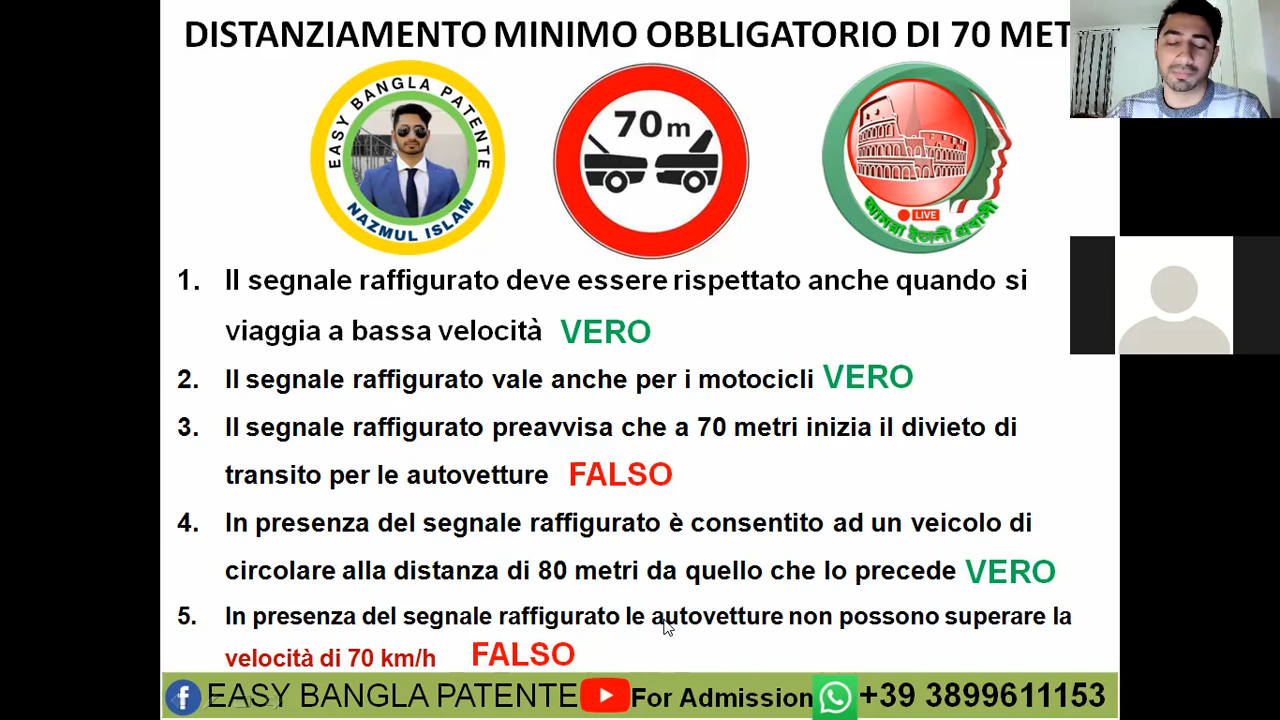 DISTANZIAMENTO MINIMO OBBLIGATORIO DI 70 MET
EASY BANGLA PATENTE
NAZMUL ISLAM
70m
LIVE
আমরা ইতালী প্রবাসী
1. Il segnale raffigurato deve essere rispettato anche quando si
viaggia a bassa velocità VERO
2. Il segnale raffigurato vale anche per i motocicli VERO
3. Il segnale raffigurato preavvisa che a 70 metri inizia il divieto di
transito per le autovetture FALSO
4. In presenza del segnale raffigurato è consentito ad un veicolo di
circolare alla distanza di 80 metri da quello che lo precede VERO
5. In presenza del segnale raffigurato le autovetture non possono superare la
velocità di 70 km/h FALSO
EASY BANGLA PATENTE For Admission +39 3899611153